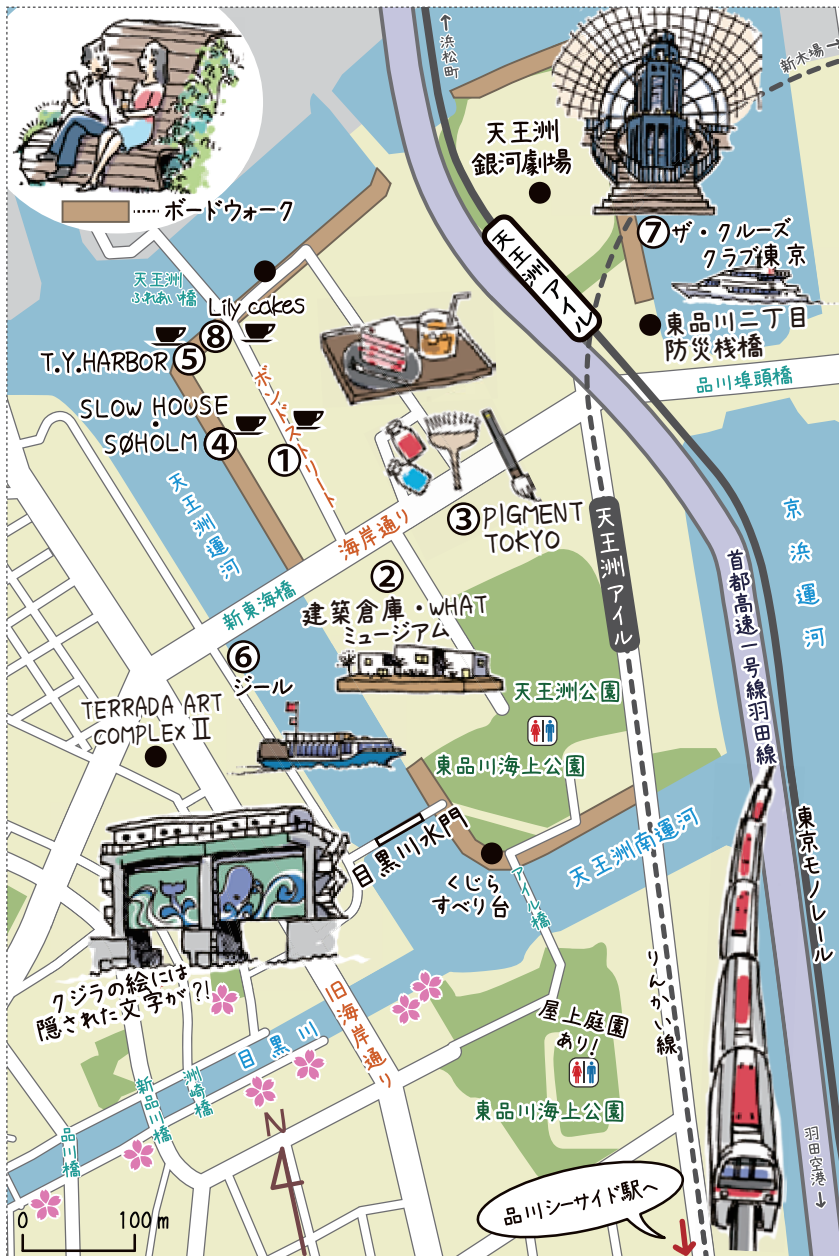 ↑浜松町
新木場→
天王洲
銀河劇場
⑦ザ・クルーズ
クラブ東京
ボードウォーク
天王洲アイル
天王洲
ふれあい橋
Lily cakes
⑧
T.Y.HARBOR ⑤
東品川二丁目
防災桟橋
品川埠頭橋
SLOW HOUSE
・
SØHOLM ④
①
ボンドストリート
天王洲運河
海岸通り
③PIGMENT
TOKYO
天王洲アイル
京浜運河
首都高速一号線羽田線
新東海橋
②
建築倉庫・WHAT
ミュージアム
⑥
ジール
天王洲公園
TERRADA ART
COMPLEX Ⅱ
東品川海上公園
目黒川水門
天王洲南運河
東京モノレール
くじら
すべり台
アイル橋
りんかい線
クジラの絵には
隠された文字が?!
旧海岸通り
屋上庭園
あり!
目黒川
洲崎橋
新品川橋
品川橋
東品川海上公園
N
羽田空港→
品川シーサイド駅へ
0 100m